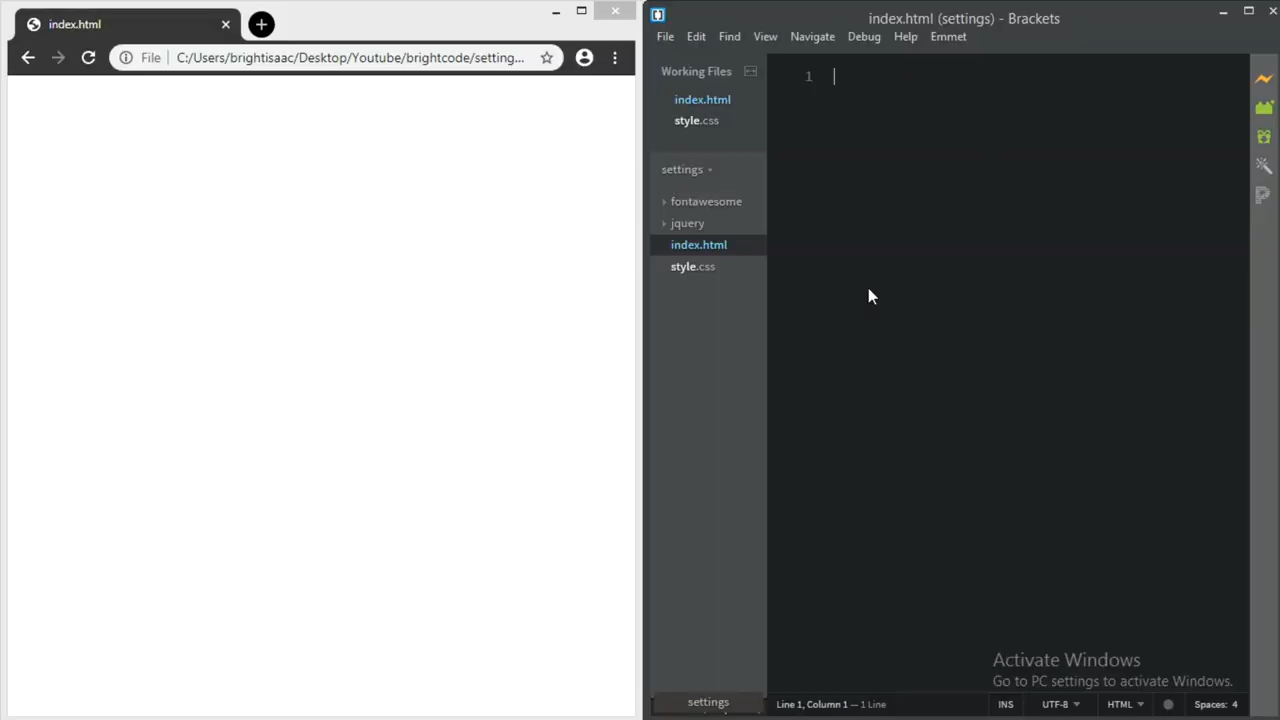 index.html
File
C:/Users/brightisaac/Desktop/Youtube/brightcode/setting...
index.html (settings) - Brackets
File Edit Find View Navigate Debug Help Emmet
Working Files
index.html
style.css
settings
fontawesome
jquery
index.html
style.css
1
Activate Windows
Go to PC settings to activate Windows.
settings
Line 1, Column 1 — 1 Line
INS
UTF-8
HTML
Spaces: 4